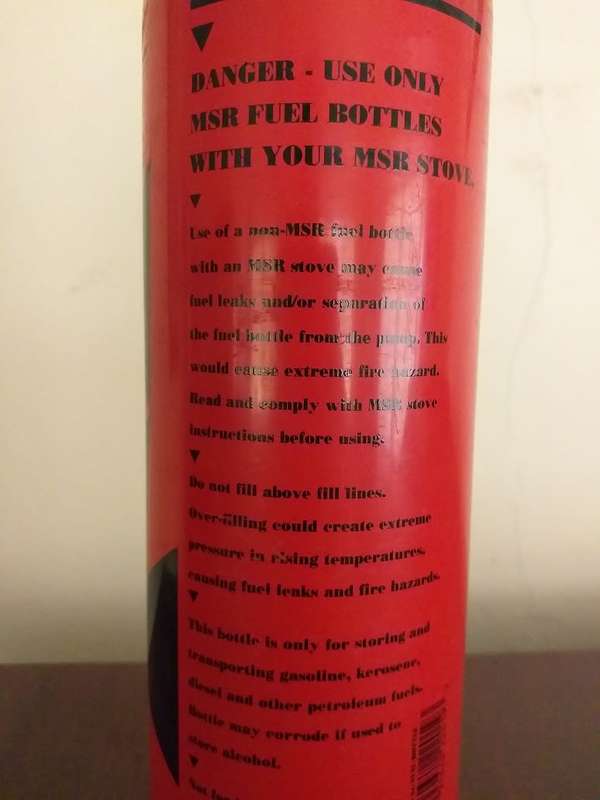 DANGER - USE ONLY
MSR FUEL BOTTLES
WITH YOUR MSR STOVE.
Use of a non-MSR fuel bottle
with an MSR stove may cause
fuel leaks and/or separation of
the fuel bottle from the pump. This
would cause extreme fire hazard.
Read and comply with MSR stove
instructions before using.
Do not fill above fill lines.
Over-filling could create extreme
pressure in rising temperatures,
causing fuel leaks and fire hazards.
This bottle is only for storing and
transporting gasoline, kerosene,
diesel and other petroleum fuels.
Bottle may corrode if used to
store alcohol.
Not